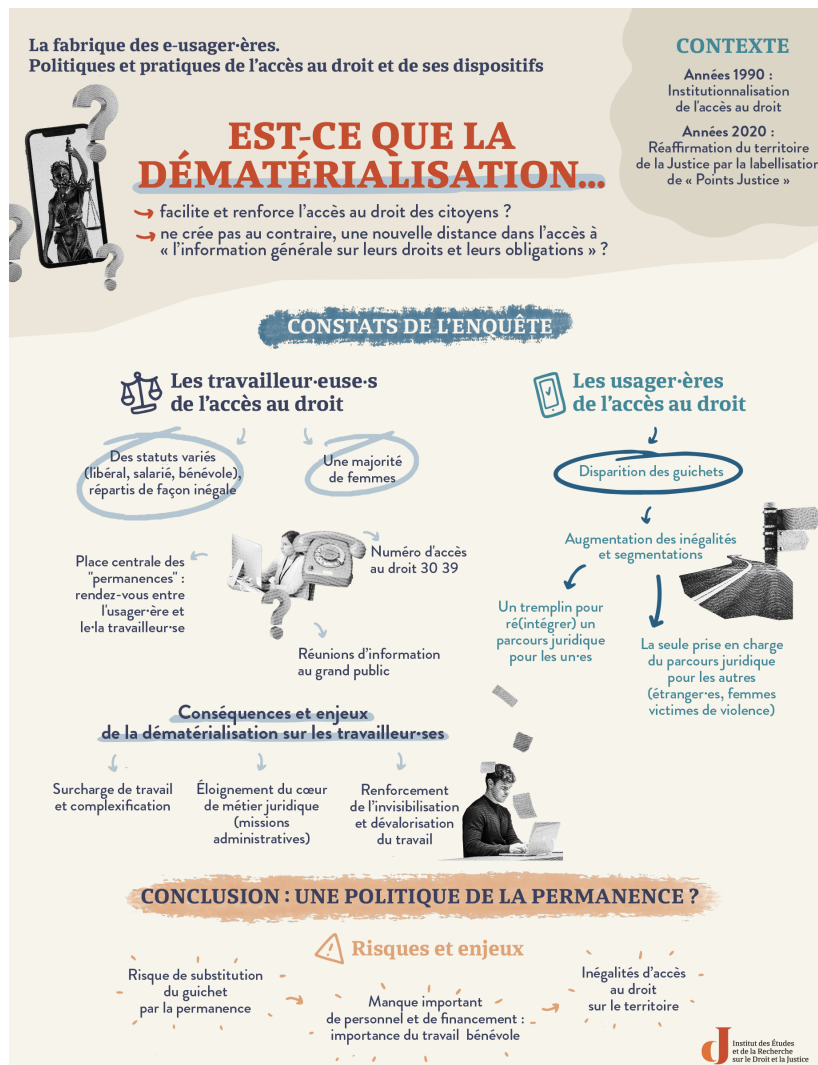 La fabrique des e-usager·ères.
Politiques et pratiques de l'accès au droit et de ses dispositifs
CONTEXTE
Années 1990 :
Institutionnalisation
de l'accès au droit
Années 2020 :
Réaffirmation du territoire
de la Justice par la labellisation
de « Points Justice »
EST-CE QUE LA
DÉMATÉRIALISATION...
facilite et renforce l'accès au droit des citoyens ?
ne crée pas au contraire, une nouvelle distance dans l'accès à
« l'information générale sur leurs droits et leurs obligations » ?
CONSTATS DE L'ENQUÊTE
Les travailleur·euse·s
de l'accès au droit
Des statuts variés
(libéral, salarié, bénévole),
répartis de façon inégale
Une majorité
de femmes
Place centrale des
"permanences" :
rendez-vous entre
l'usager·ère et
le·la travailleur·se
Numéro d'accès
au droit 30 39
Réunions d'information
au grand public
Les usager·ères
de l'accès au droit
Disparition des guichets
Augmentation des inégalités
et segmentations
Un tremplin pour
ré(intégrer) un
parcours juridique
pour les un·es
La seule prise en charge
du parcours juridique
pour les autres
(étranger·es, femmes
victimes de violence)
Conséquences et enjeux
de la dématérialisation sur les travailleur·ses
Surcharge de travail
et complexification
Éloignement du cœur
de métier juridique
(missions
administratives)
Renforcement
de l'invisibilisation
et dévalorisation
du travail
CONCLUSION : UNE POLITIQUE DE LA PERMANENCE ?
Risques et enjeux
Risque de substitution
du guichet
par la permanence
Manque important
de personnel et de financement :
importance du travail bénévole
Inégalités d'accès
au droit
sur le territoire
Institut des Études
et de la Recherche
sur le Droit et la Justice